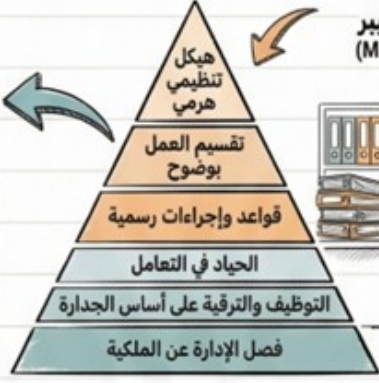 يبر
(M
هيكل
تنظيمي
هرمي
تقسيم العمل
بوضوح
قواعد وإجراءات رسمية
الحياد في التعامل
التوظيف والترقية على أساس الجدارة
فصل الإدارة عن الملكية